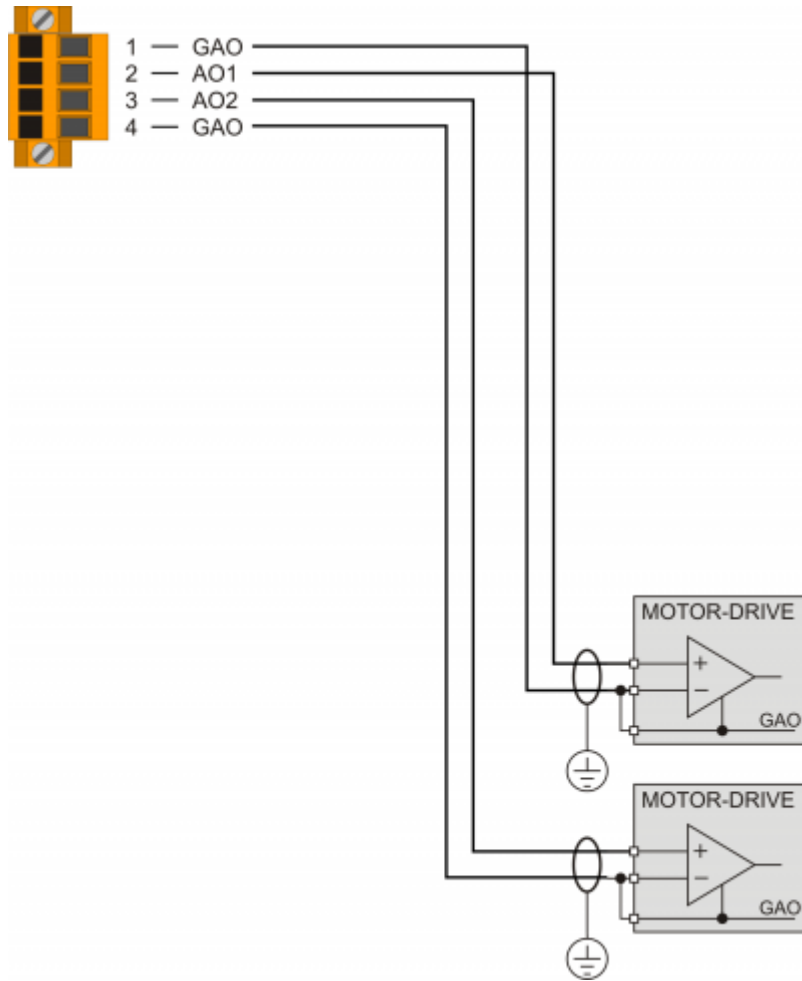 1 — GAO
2 — AO1
3 — AO2
4 — GAO
MOTOR-DRIVE
+
−
GAO
MOTOR-DRIVE
+
−
GAO